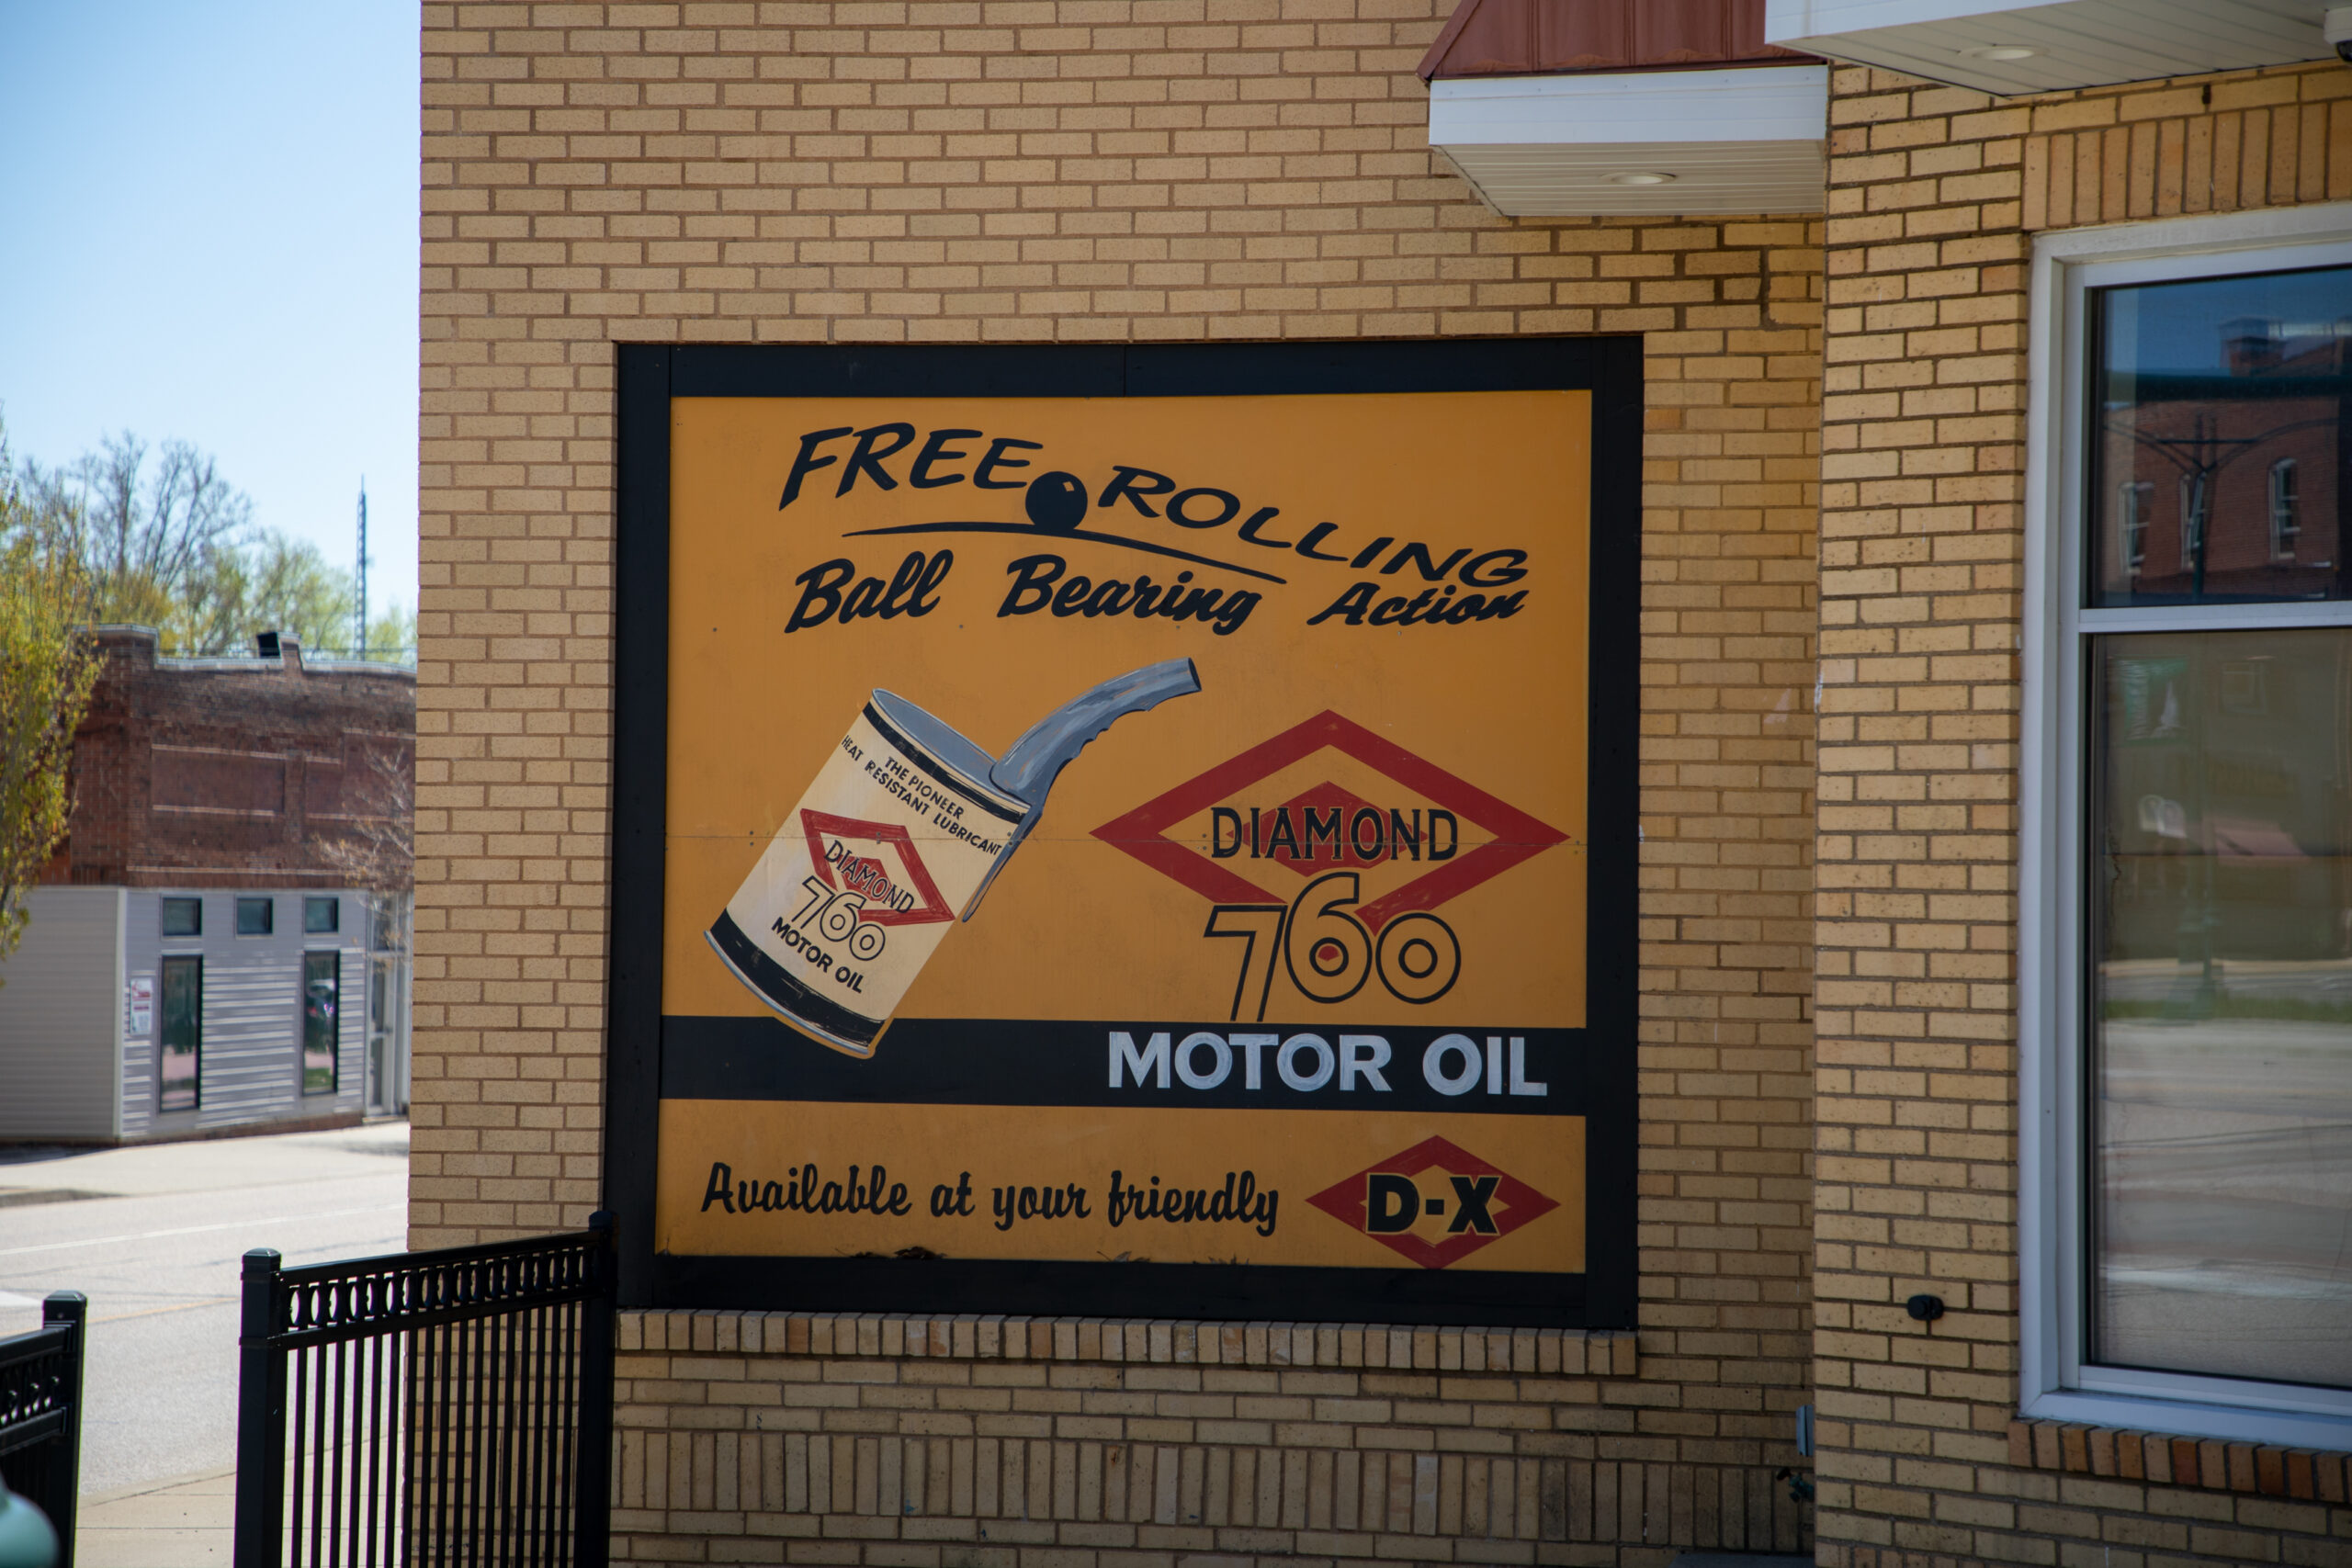 FREE ROLLING
Ball Bearing Action
THE PIONEER
HEAT RESISTANT LUBRICANT
DIAMOND
760
MOTOR OIL
DIAMOND
760
MOTOR OIL
Available at your friendly D-X